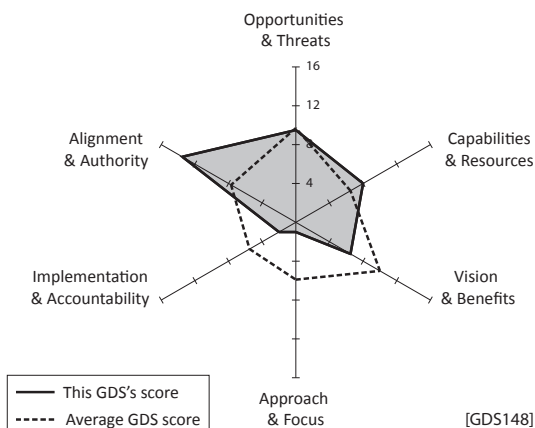 Opportunities
& Threats
16
12
8
4
Alignment
& Authority
Capabilities
& Resources
Implementation
& Accountability
Vision
& Benefits
This GDS's score
Average GDS score
Approach
& Focus
[GDS148]